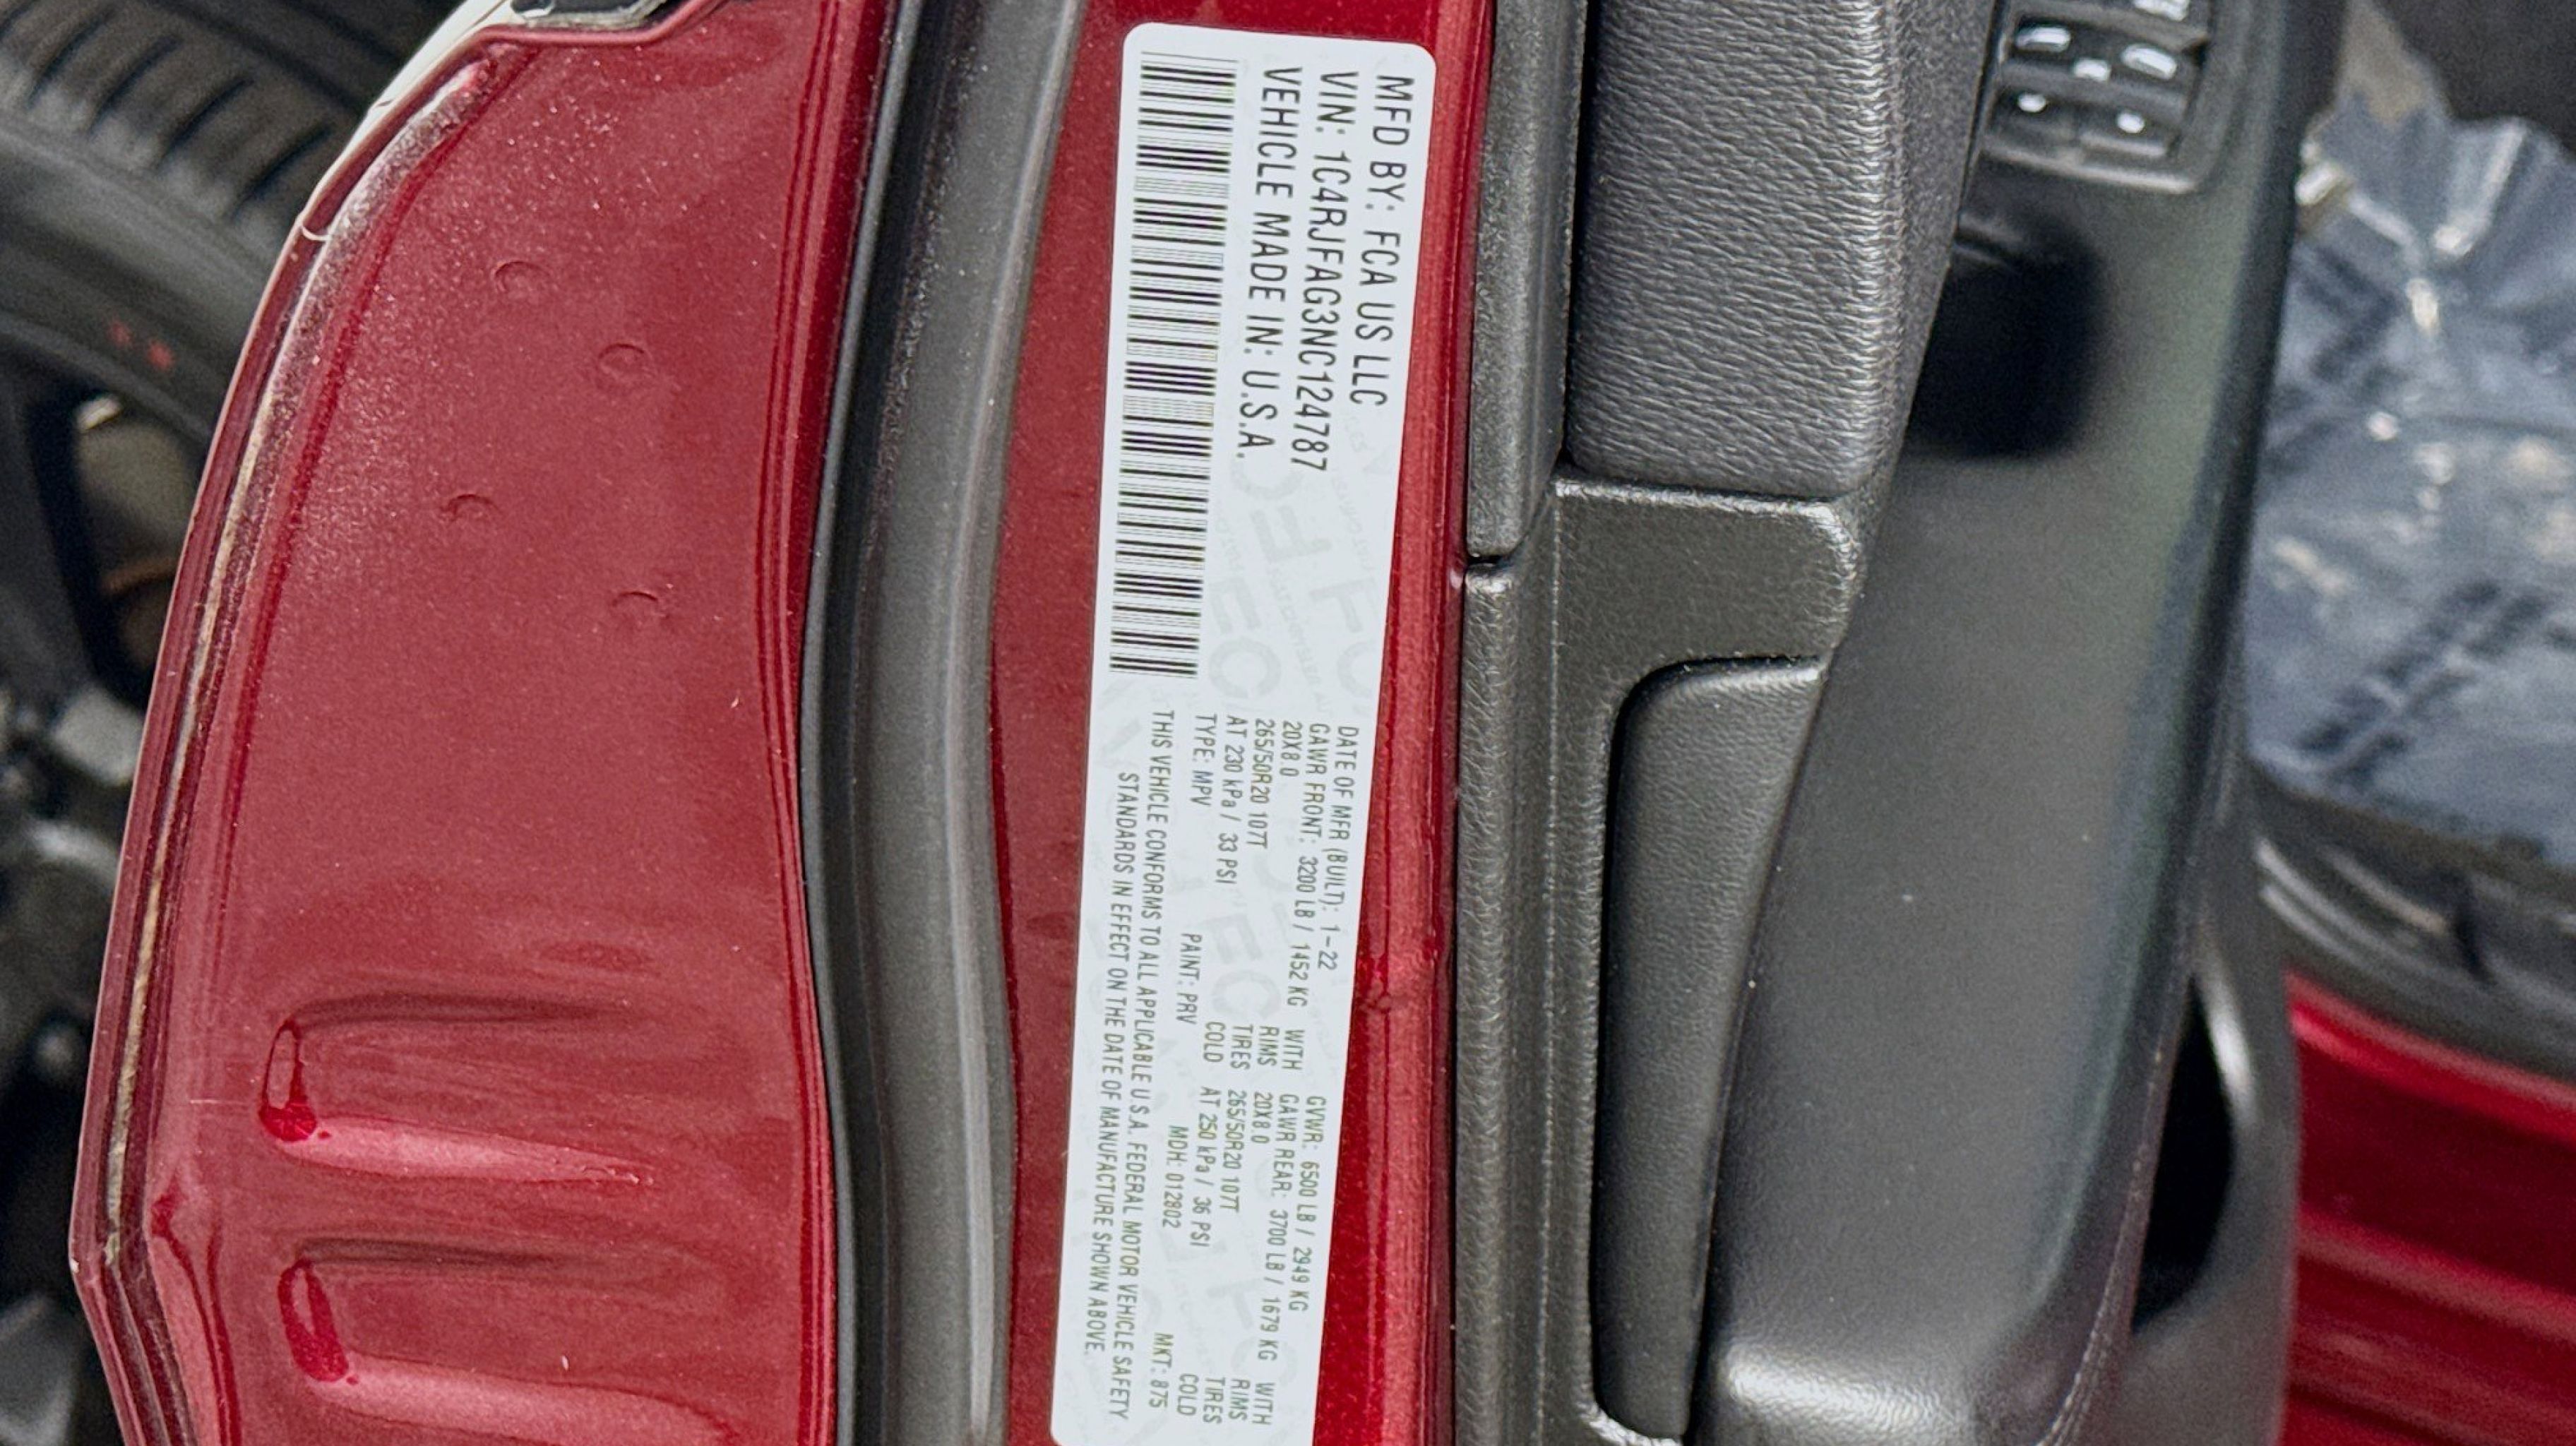 MFD BY: FCA US LLC
VIN: 1C4RJFAG3NC124787
VEHICLE MADE IN: U.S.A.
DATE OF MFR (BUILT): 1-22 GVWR: 6500 LB / 2949 KG
GAWR FRONT: 3200 LB / 1452 KG WITH GAWR REAR: 3700 LB / 1679 KG WITH
20X8.0 RIMS 20X8.0 RIMS
265/50R20 107T TIRES 265/50R20 107T TIRES
AT 230 kPa / 33 PSI COLD AT 250 kPa / 36 PSI COLD
TYPE: MPV PAINT: PRV MDH: 012802 MKT: 875
THIS VEHICLE CONFORMS TO ALL APPLICABLE U.S.A. FEDERAL MOTOR VEHICLE SAFETY
STANDARDS IN EFFECT ON THE DATE OF MANUFACTURE SHOWN ABOVE.